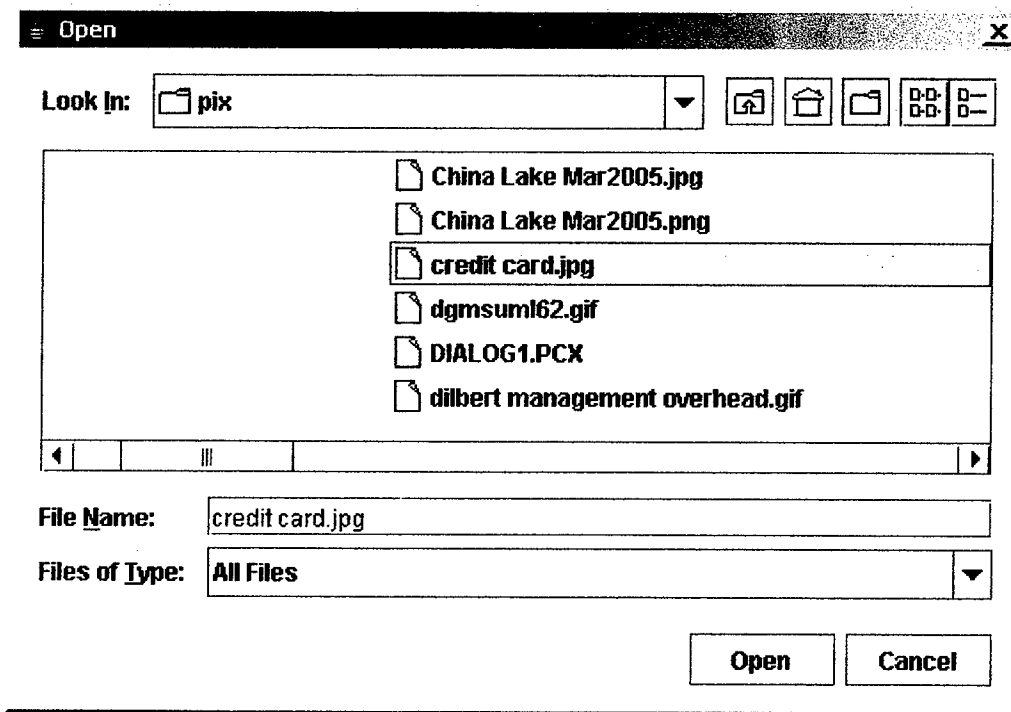 Open
Look In: pix
China Lake Mar2005.jpg
China Lake Mar2005.png
credit card.jpg
dgmsuml62.gif
DIALOG1.PCX
dilbert management overhead.gif
File Name: credit card.jpg
Files of Type: All Files
Open Cancel